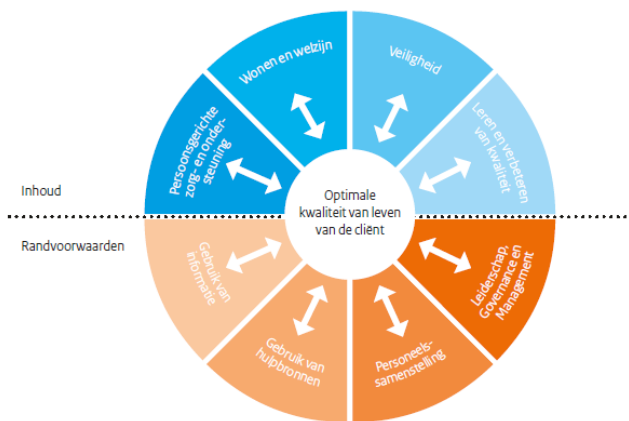 Wonen en welzijn
Veiligheid
Persoonsgerichte
zorg- en onder-
steuning
Leren en verbeteren
van kwaliteit
Inhoud
Optimale
kwaliteit van leven
van de cliënt
Randvoorwaarden
Gebruik van
informatie
Leiderschap,
Governance en
Management
Gebruik van
hulpbronnen
Personeels-
samenstelling